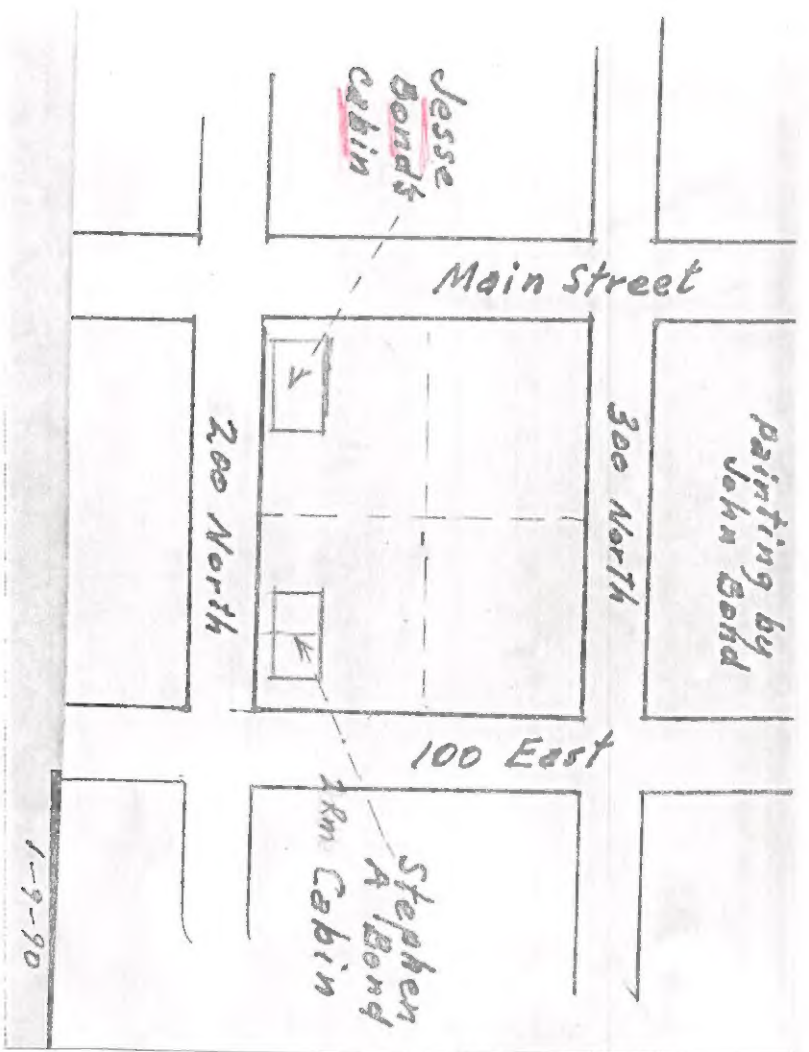 Jesse
Bond's
Cabin
Main Street
200 North
300 North
Painting by
John Bond
100 East
Stephen
A Bond
2 Rm Cabin
1-9-90